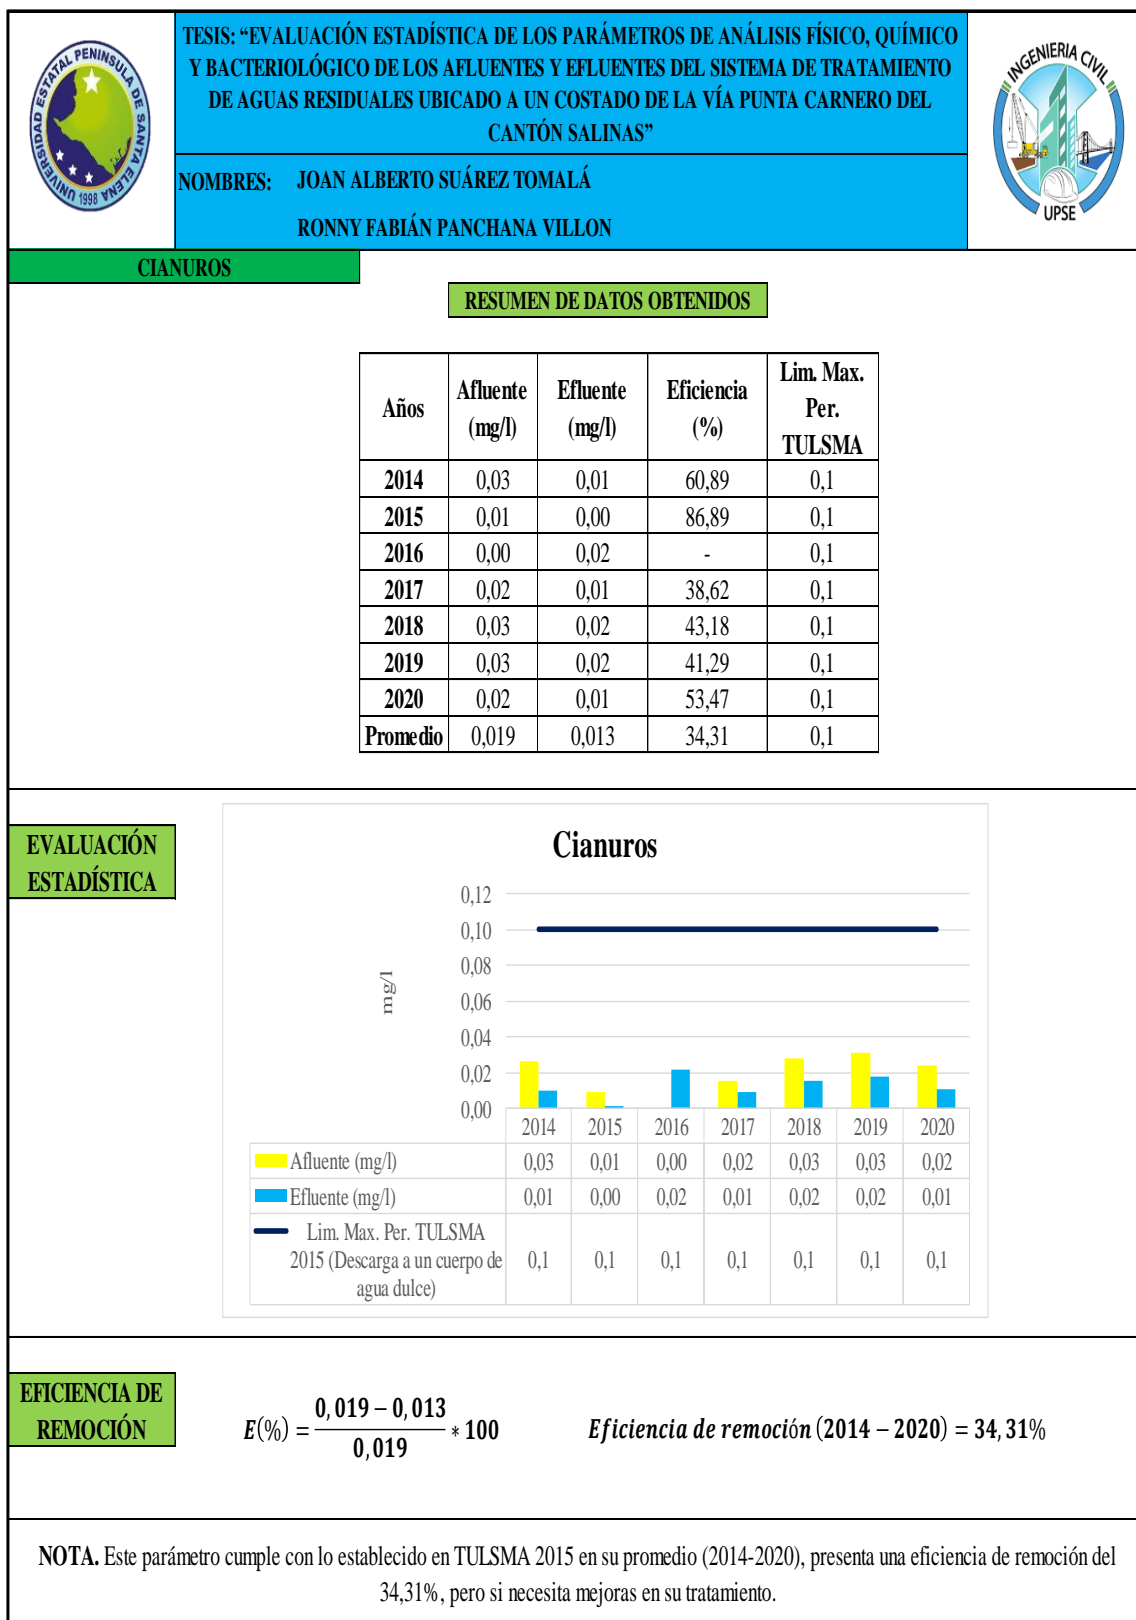 UNIVERSIDAD ESTATAL PENINSULA DE SANTA ELENA
UPSE 1998
TESIS: “EVALUACIÓN ESTADÍSTICA DE LOS PARÁMETROS DE ANÁLISIS FÍSICO, QUÍMICO
Y BACTERIOLÓGICO DE LOS AFLUENTES Y EFLUENTES DEL SISTEMA DE TRATAMIENTO
DE AGUAS RESIDUALES UBICADO A UN COSTADO DE LA VÍA PUNTA CARNERO DEL
CANTÓN SALINAS”
NOMBRES: JOAN ALBERTO SUÁREZ TOMALÁ
RONNY FABIÁN PANCHANA VILLON
INGENIERIA CIVIL
UPSE
CIANUROS
RESUMEN DE DATOS OBTENIDOS
Años Afluente (mg/l) Efluente (mg/l) Eficiencia (%) Lim. Max. Per. TULSMA
2014 0,03 0,01 60,89 0,1
2015 0,01 0,00 86,89 0,1
2016 0,00 0,02 - 0,1
2017 0,02 0,01 38,62 0,1
2018 0,03 0,02 43,18 0,1
2019 0,03 0,02 41,29 0,1
2020 0,02 0,01 53,47 0,1
Promedio 0,019 0,013 34,31 0,1
EVALUACIÓN
ESTADÍSTICA
Cianuros
mg/l
0,12
0,10
0,08
0,06
0,04
0,02
0,00
2014 2015 2016 2017 2018 2019 2020
Afluente (mg/l) 0,03 0,01 0,00 0,02 0,03 0,03 0,02
Efluente (mg/l) 0,01 0,00 0,02 0,01 0,02 0,02 0,01
Lim. Max. Per. TULSMA
2015 (Descarga a un cuerpo de
agua dulce)
0,1 0,1 0,1 0,1 0,1 0,1 0,1
EFICIENCIA DE
REMOCIÓN
E(%) = (0,019 − 0,013) / 0,019 * 100
Eficiencia de remoción (2014 − 2020) = 34,31%
NOTA. Este parámetro cumple con lo establecido en TULSMA 2015 en su promedio (2014-2020), presenta una eficiencia de remoción del
34,31%, pero si necesita mejoras en su tratamiento.